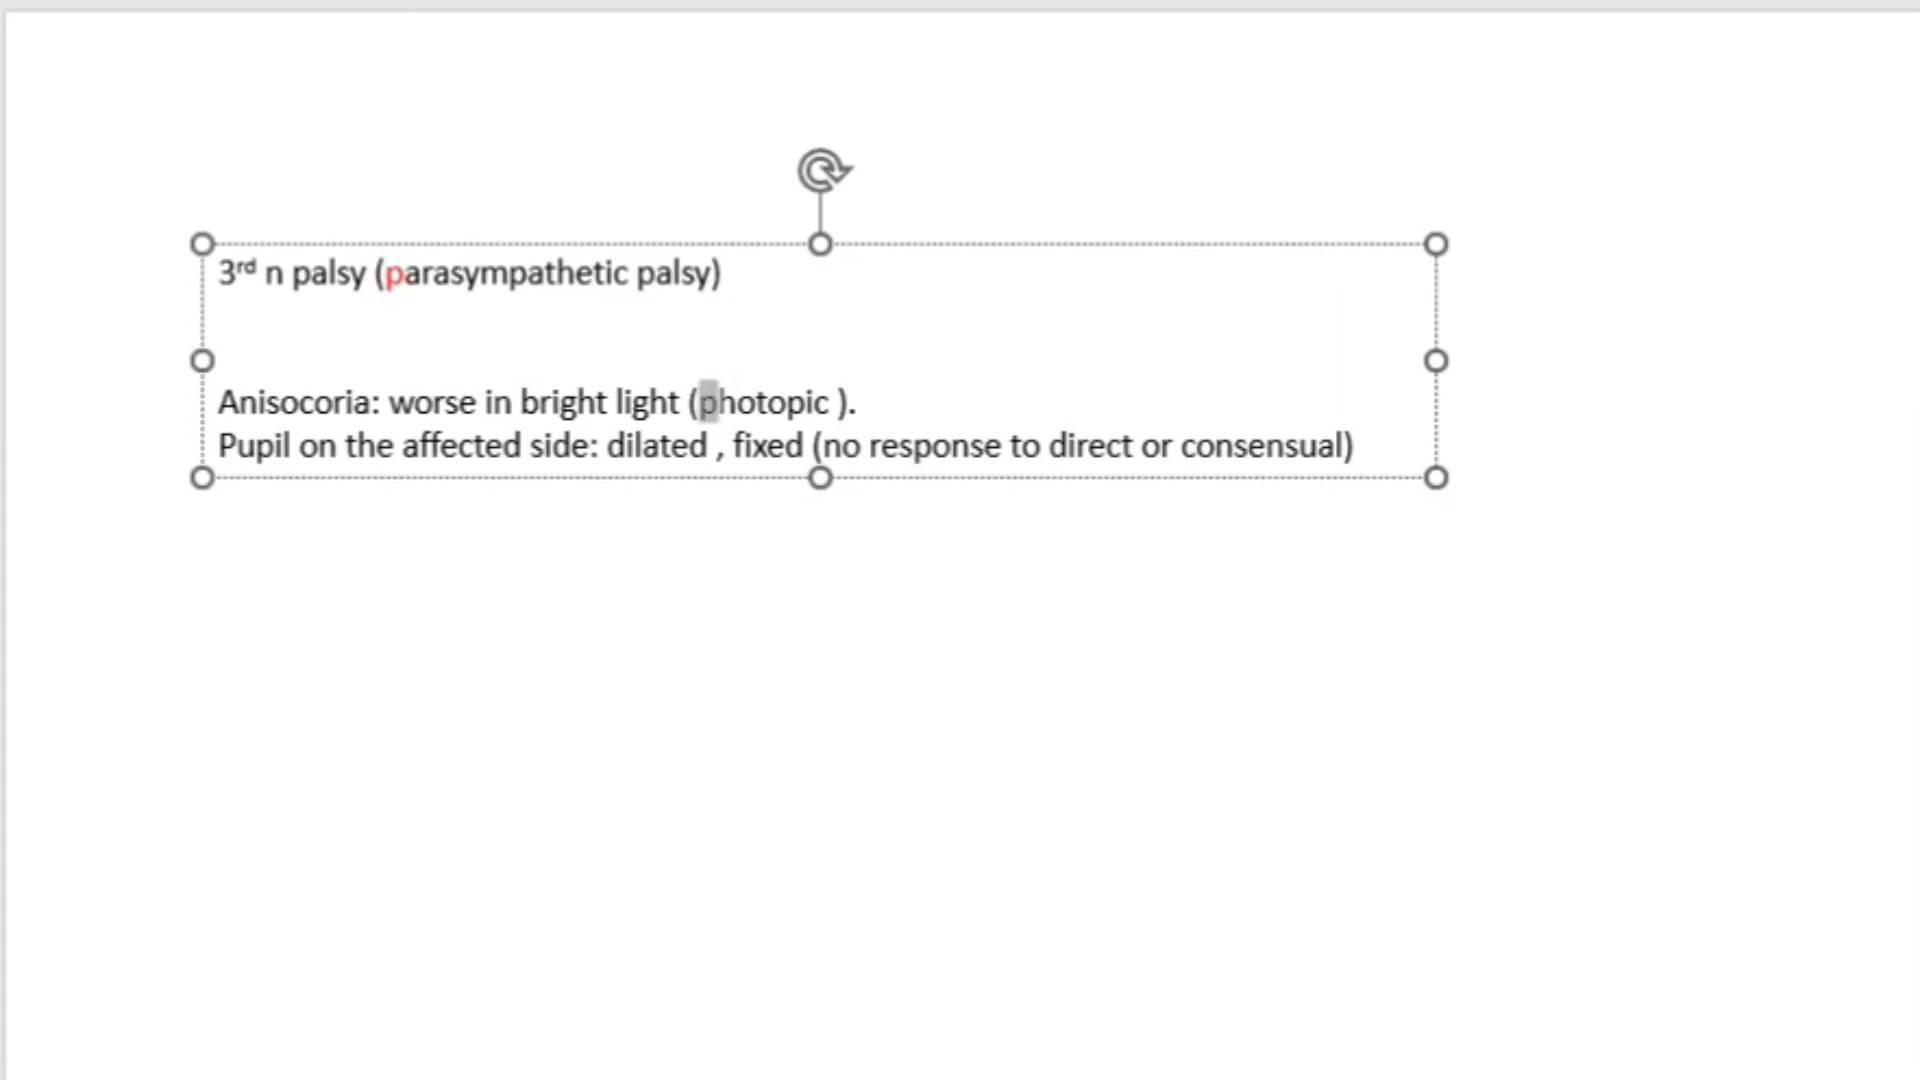 3rd n palsy (parasympathetic palsy)
Anisocoria: worse in bright light (photopic ).
Pupil on the affected side: dilated , fixed (no response to direct or consensual)